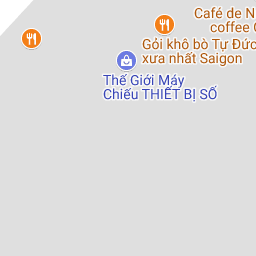 Café de N
coffee
Gỏi khô bò Tự Đức
xưa nhất Saigon
Thế Giới Máy
Chiếu THIẾT BỊ SỐ